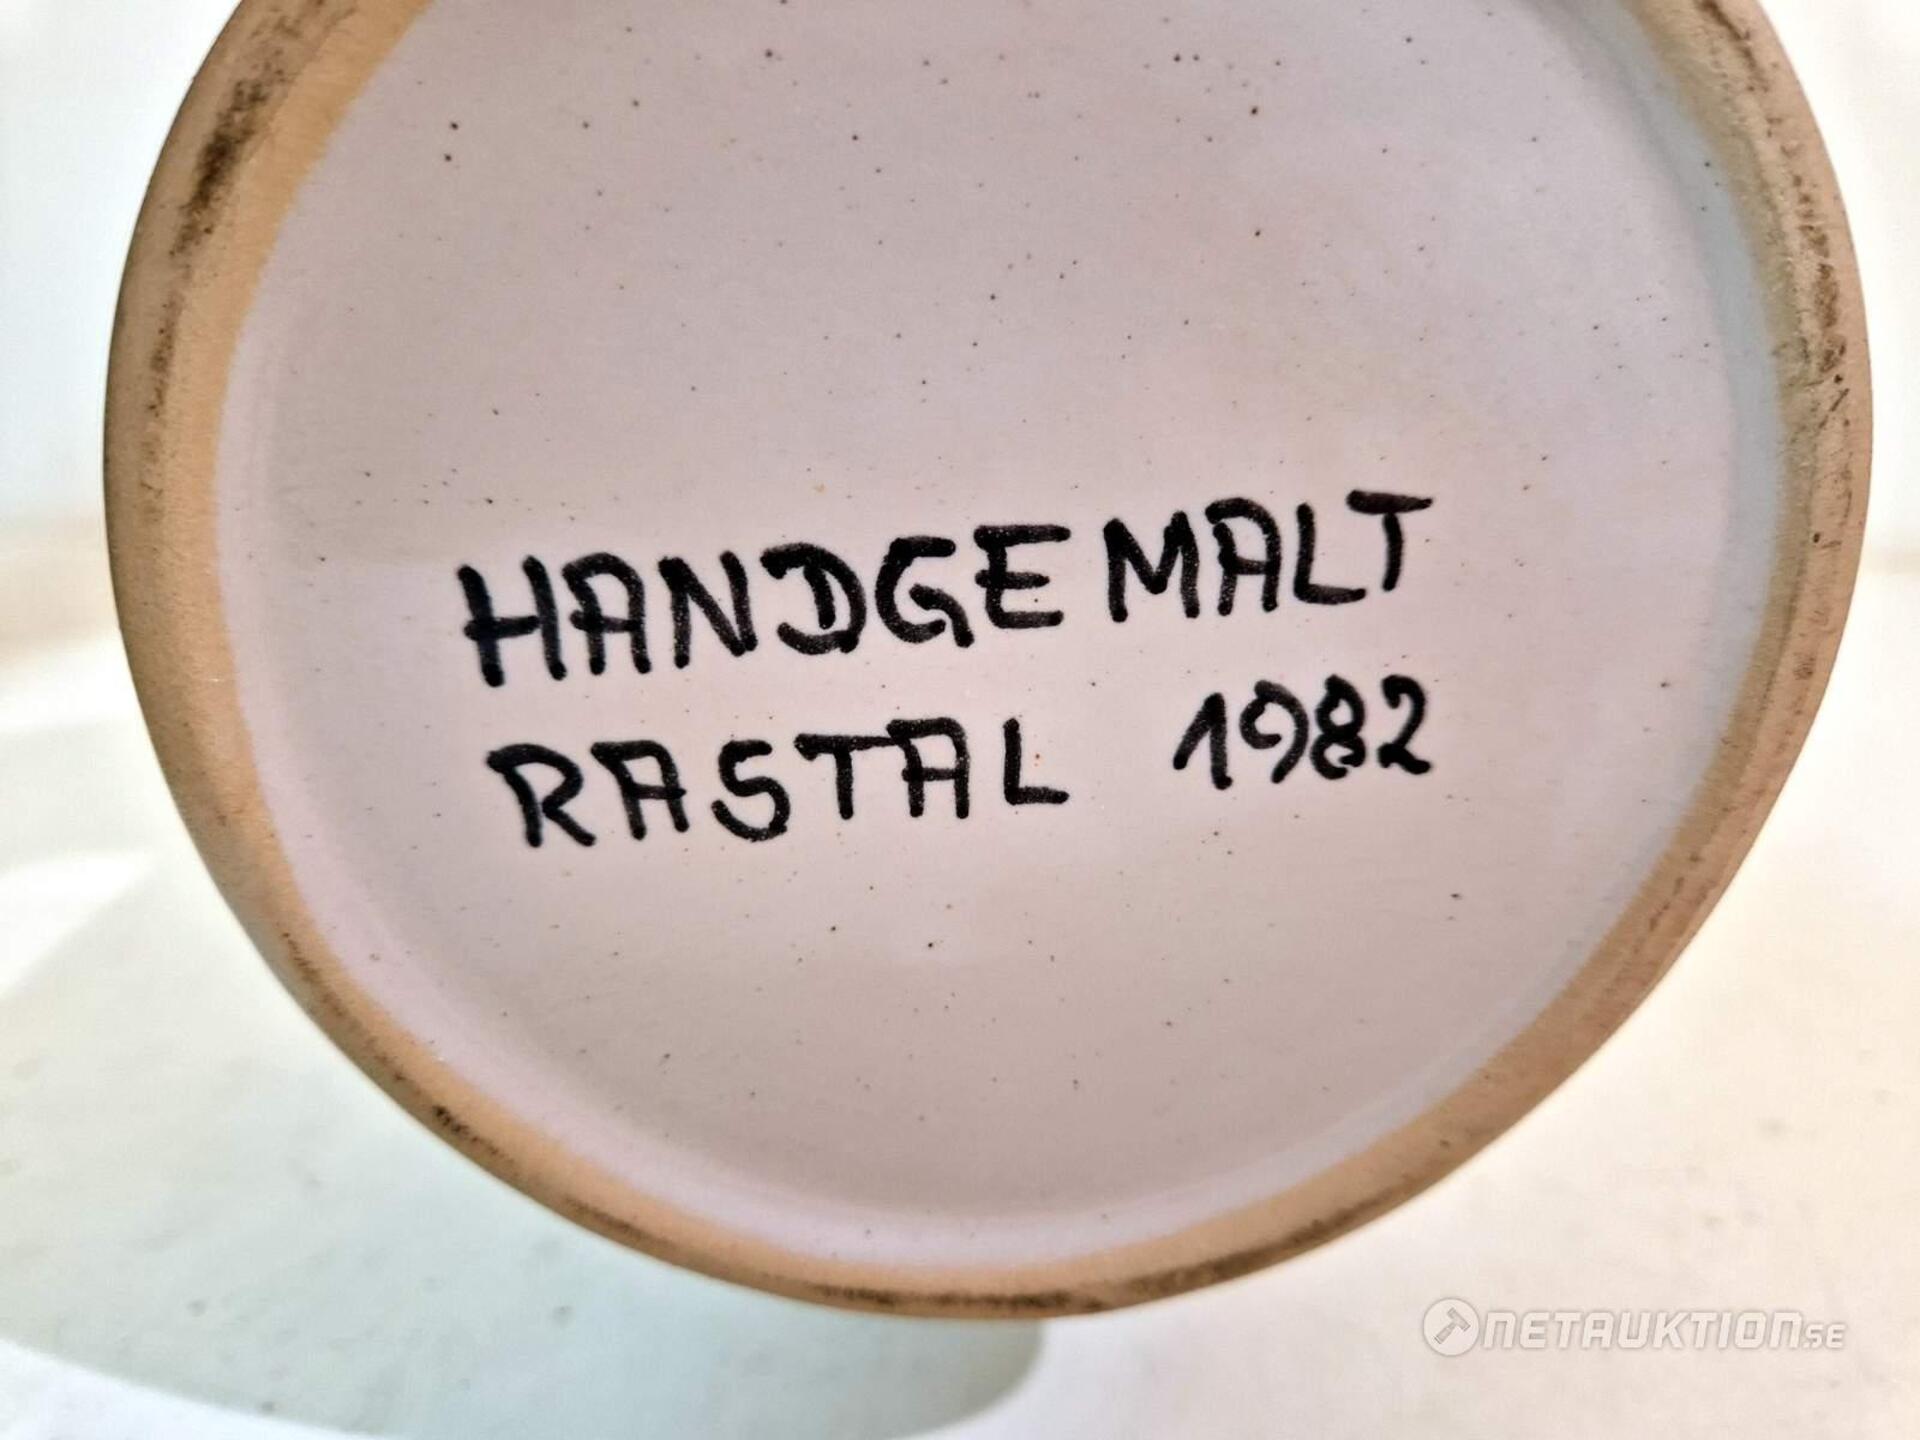 HANDGEMALT
RASTAL 1982
NETAUKTION.SE